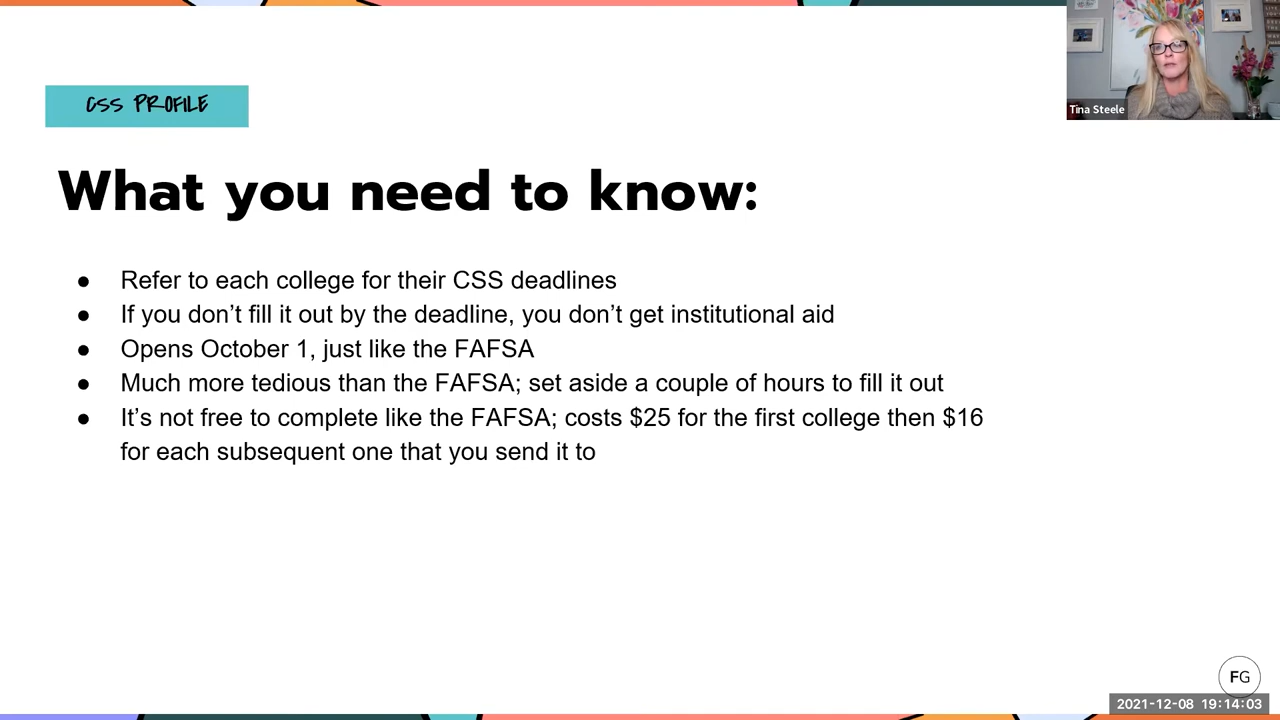 CSS PROFILE
What you need to know:
● Refer to each college for their CSS deadlines
● If you don’t fill it out by the deadline, you don’t get institutional aid
● Opens October 1, just like the FAFSA
● Much more tedious than the FAFSA; set aside a couple of hours to fill it out
● It’s not free to complete like the FAFSA; costs $25 for the first college then $16
for each subsequent one that you send it to
Tina Steele
FG
2021-12-08 19:14:03